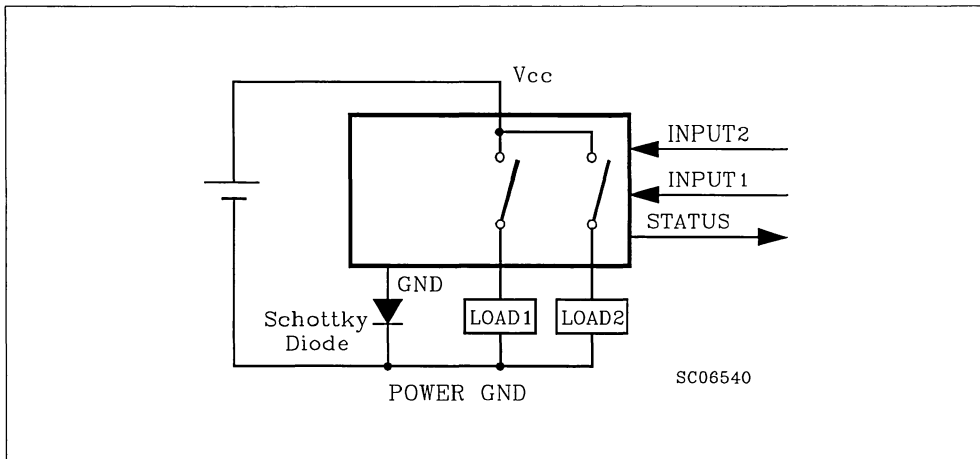 Vcc
INPUT2
INPUT1
STATUS
GND
Schottky
Diode
LOAD1
LOAD2
POWER GND
SC06540